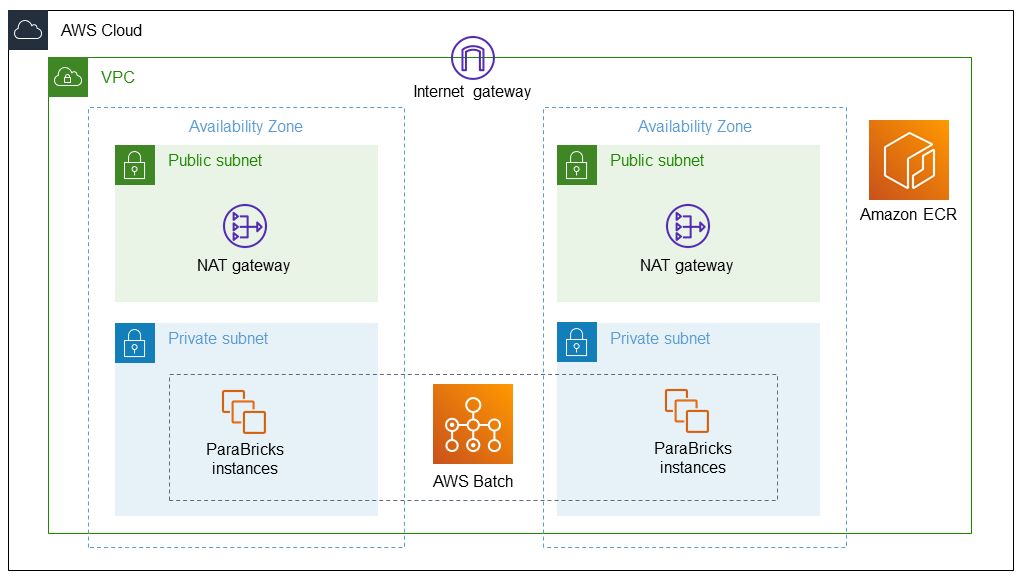 AWS Cloud
VPC
Internet gateway
Availability Zone
Availability Zone
Public subnet
Public subnet
NAT gateway
NAT gateway
Amazon ECR
Private subnet
Private subnet
ParaBricks
instances
ParaBricks
instances
AWS Batch